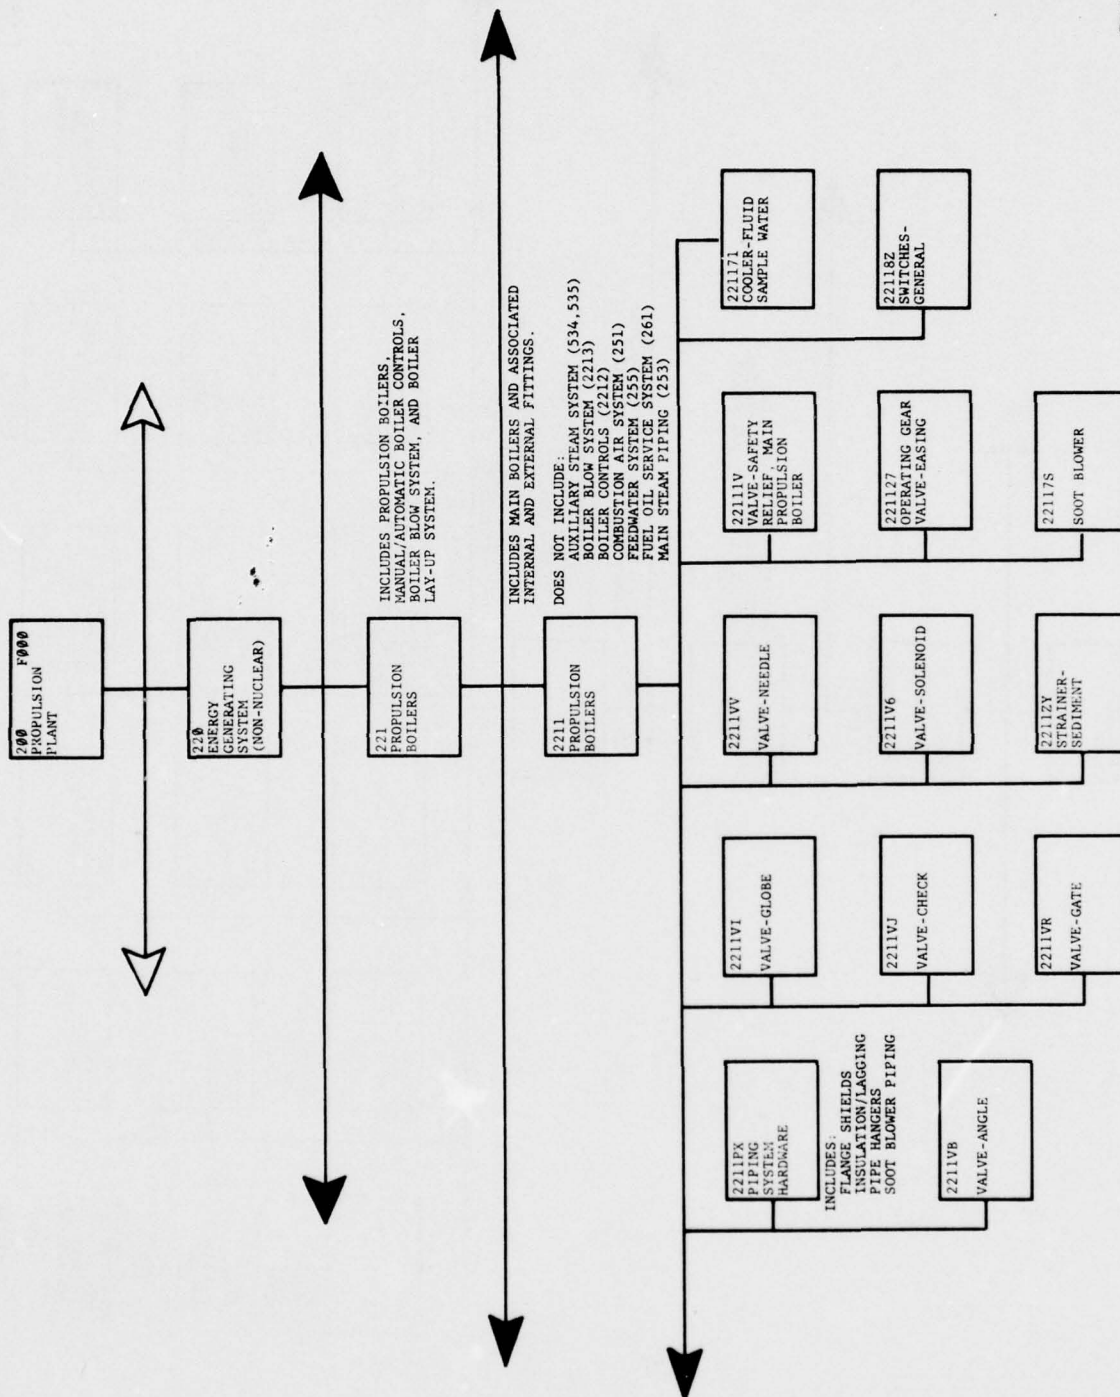 200 F000
PROPULSION
PLANT
220
ENERGY
GENERATING
SYSTEM
(NON-NUCLEAR)
INCLUDES PROPULSION BOILERS,
MANUAL/AUTOMATIC BOILER CONTROLS,
BOILER BLOW SYSTEM, AND BOILER
LAY-UP SYSTEM.
221
PROPULSION
BOILERS
INCLUDES MAIN BOILERS AND ASSOCIATED
INTERNAL AND EXTERNAL FITTINGS.
DOES NOT INCLUDE:
AUXILIARY STEAM SYSTEM (534,535)
BOILER BLOW SYSTEM (2213)
BOILER CONTROLS (2212)
COMBUSTION AIR SYSTEM (251)
FEEDWATER SYSTEM (255)
FUEL OIL SERVICE SYSTEM (261)
MAIN STEAM PIPING (253)
2211
PROPULSION
BOILERS
2211PX
PIPING
SYSTEM
HARDWARE
INCLUDES:
FLANGE SHIELDS
INSULATION/LAGGING
PIPE HANGERS
SOOT BLOWER PIPING
2211VB
VALVE-ANGLE
2211VI
VALVE-GLOBE
2211VJ
VALVE-CHECK
2211VR
VALVE-GATE
2211VV
VALVE-NEEDLE
2211V6
VALVE-SOLENOID
2211ZY
STRAINER-
SEDIMENT
22111V
VALVE-SAFETY
RELIEF, MAIN
PROPULSION
BOILER
221127
OPERATING GEAR
VALVE-EASING
22117S
SOOT BLOWER
221171
COOLER-FLUID
SAMPLE WATER
22118Z
SWITCHES-
GENERAL